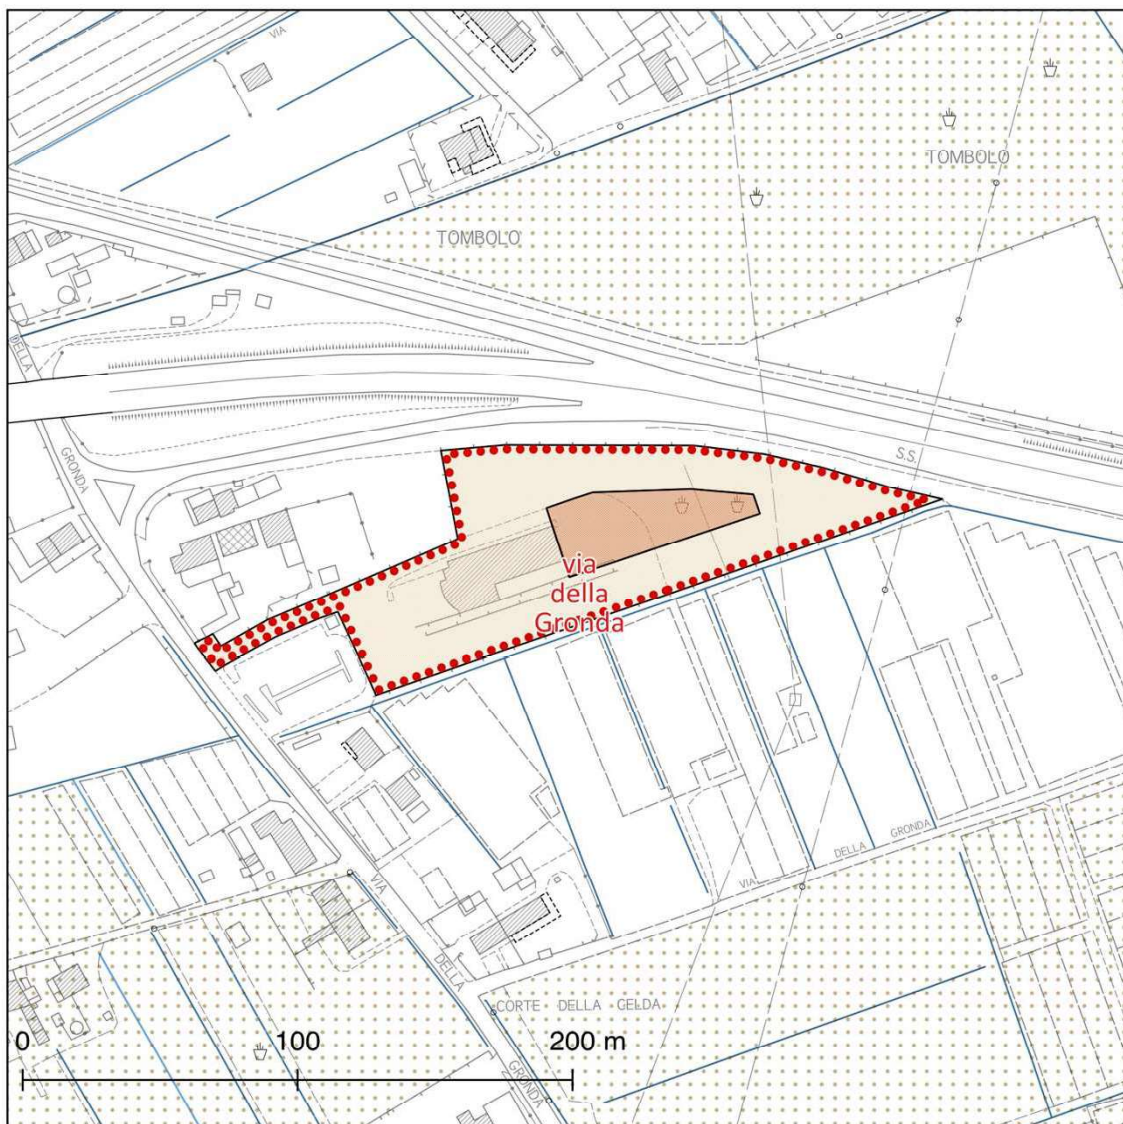 VIA
TOMBOLO
TOMBOLO
DELLA
GRONDA
S.S.
via
della
Gronda
VIA
DELLA
GRONDA
VIA
DELLA
GRONDA
CORTE DELLA CELDA
0 100 200 m